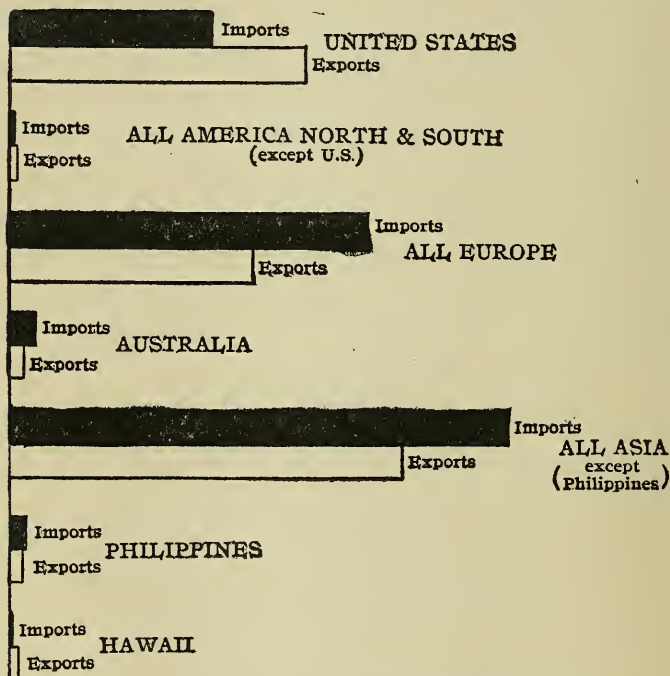 Imports
UNITED STATES
Exports
Imports
ALL AMERICA NORTH & SOUTH
(except U.S.)
Exports
Imports
ALL EUROPE
Exports
Imports
AUSTRALIA
Exports
Imports
ALL ASIA
except
(Philippines)
Exports
Imports
PHILIPPINES
Exports
Imports
HAWAII
Exports